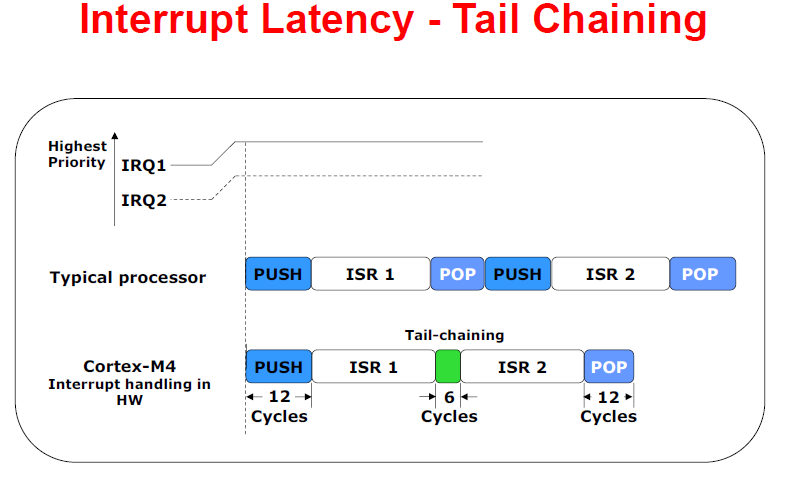 Interrupt Latency - Tail Chaining
Highest
Priority
IRQ1
IRQ2
Typical processor
PUSH
ISR 1
POP
PUSH
ISR 2
POP
Tail-chaining
Cortex-M4
Interrupt handling in
HW
PUSH
ISR 1
ISR 2
POP
12
Cycles
6
Cycles
12
Cycles